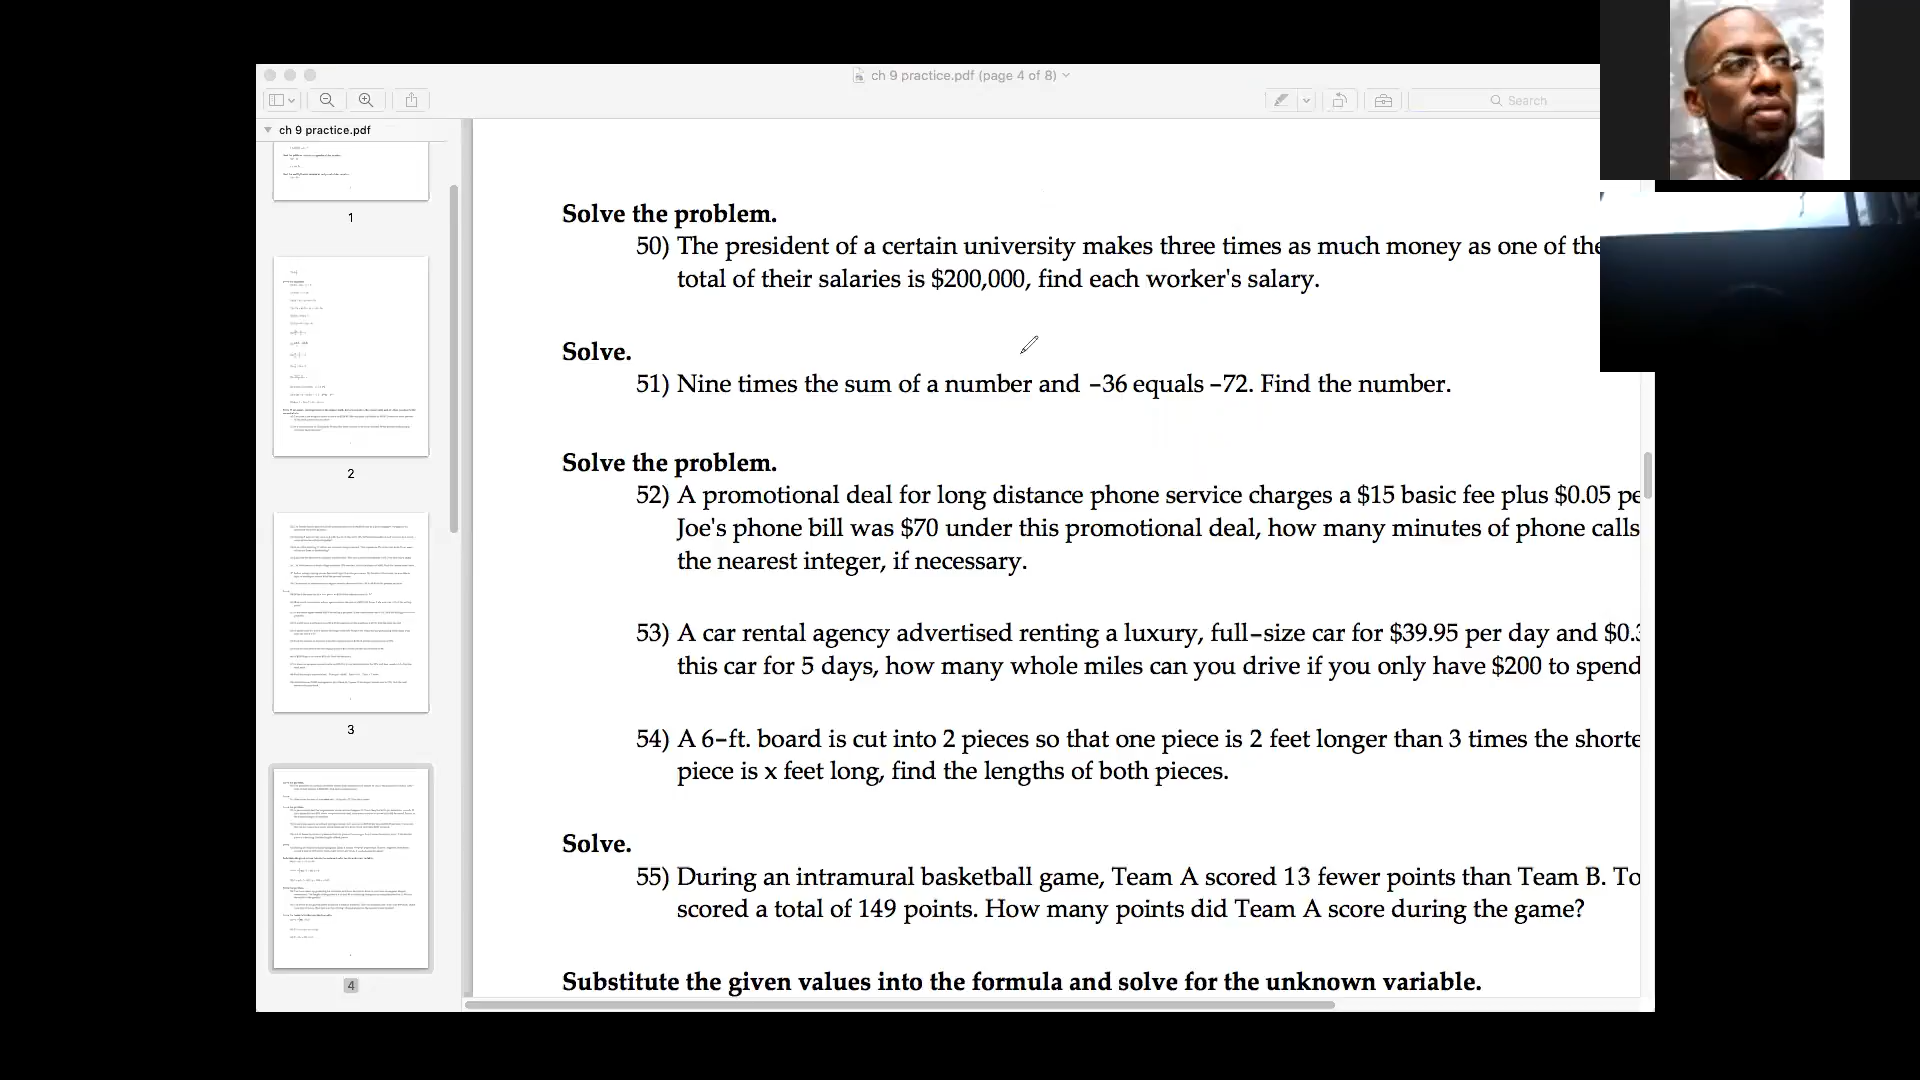 ch 9 practice.pdf (page 4 of 8)
Search
ch 9 practice.pdf
1
2
3
4
Solve the problem.
50) The president of a certain university makes three times as much money as one of the
total of their salaries is $200,000, find each worker's salary.
Solve.
51) Nine times the sum of a number and -36 equals -72. Find the number.
Solve the problem.
52) A promotional deal for long distance phone service charges a $15 basic fee plus $0.05 pe
Joe's phone bill was $70 under this promotional deal, how many minutes of phone calls
the nearest integer, if necessary.
53) A car rental agency advertised renting a luxury, full-size car for $39.95 per day and $0.3
this car for 5 days, how many whole miles can you drive if you only have $200 to spend
54) A 6-ft. board is cut into 2 pieces so that one piece is 2 feet longer than 3 times the shorte
piece is x feet long, find the lengths of both pieces.
Solve.
55) During an intramural basketball game, Team A scored 13 fewer points than Team B. To
scored a total of 149 points. How many points did Team A score during the game?
Substitute the given values into the formula and solve for the unknown variable.